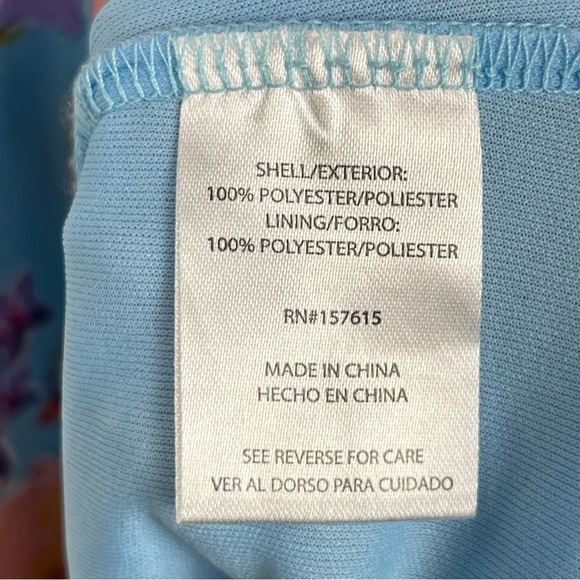 SHELL/EXTERIOR:
100% POLYESTER/POLIESTER
LINING/FORRO:
100% POLYESTER/POLIESTER
RN#157615
MADE IN CHINA
HECHO EN CHINA
SEE REVERSE FOR CARE
VER AL DORSO PARA CUIDADO